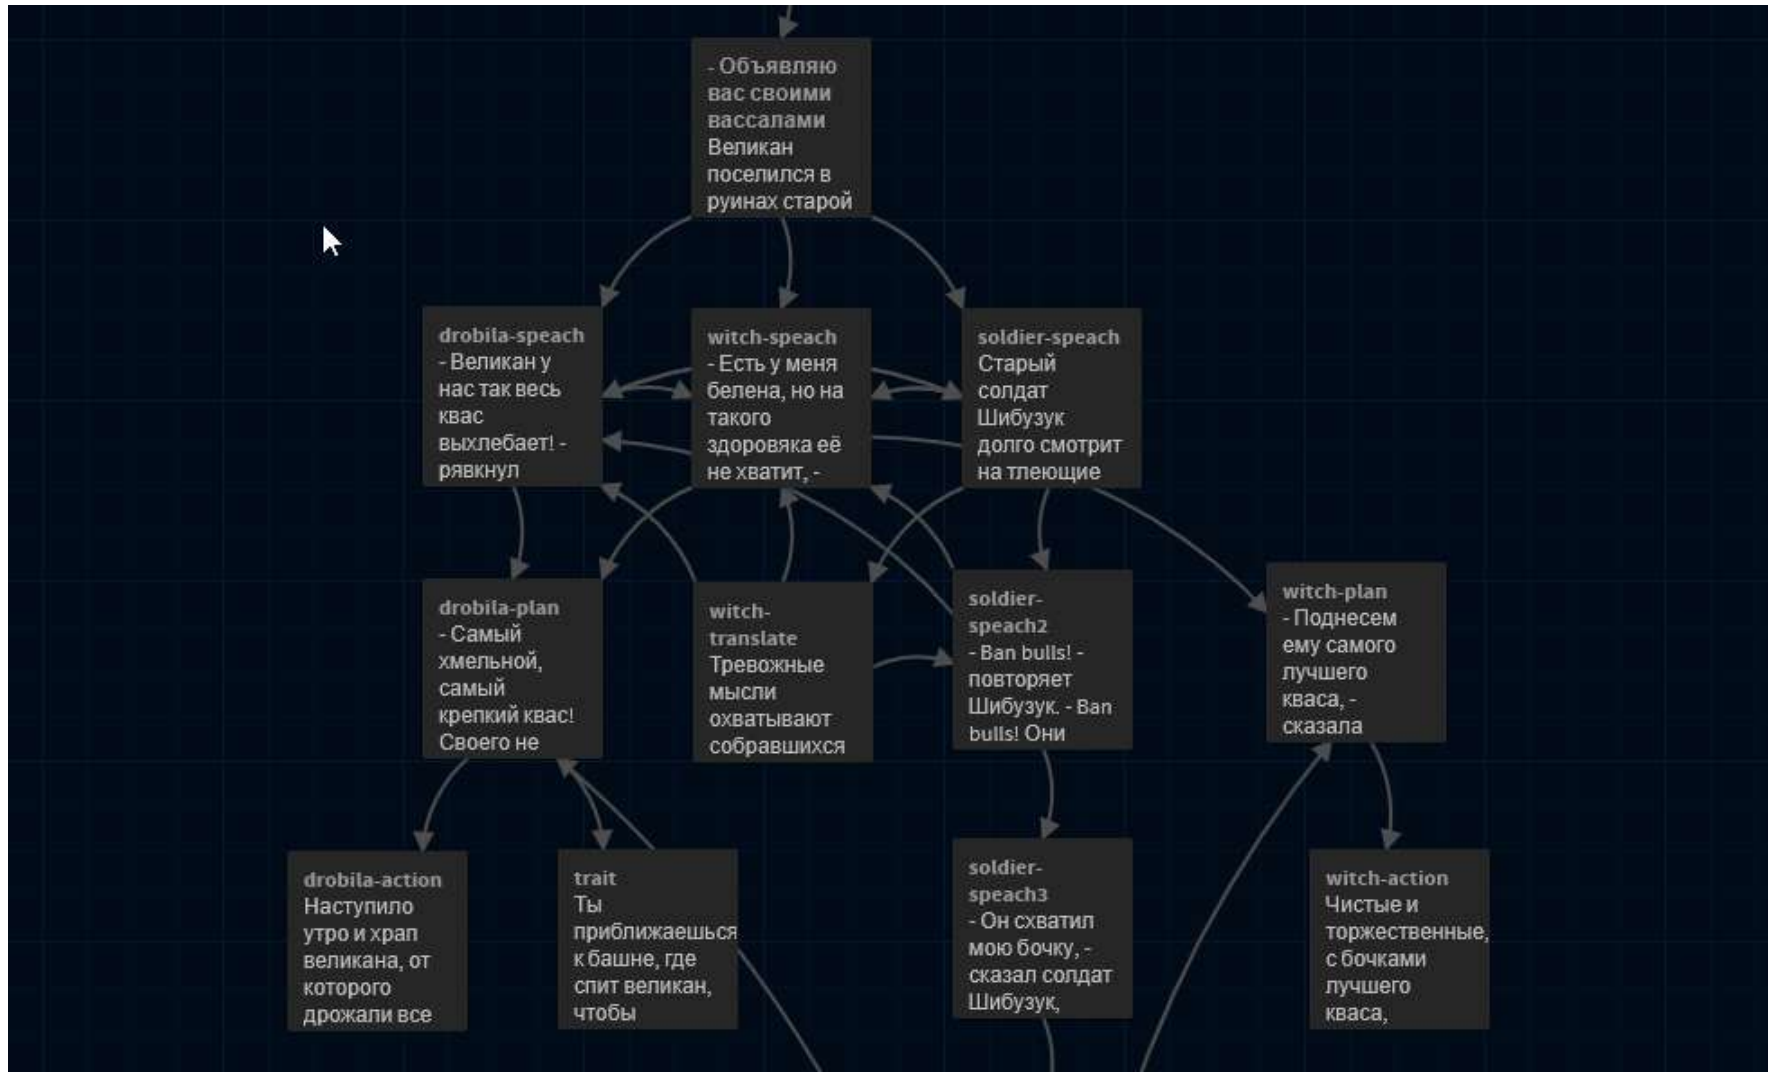 - Объявляю
вас своими
вассалами
Великан
поселился в
руинах старой
drobila-speach
- Великан у
нас так весь
квас
выхлебает! -
рявкнул
witch-speach
- Есть у меня
белена, но на
такого
здоровяка её
не хватит, -
soldier-speach
Старый
солдат
Шибузук
долго смотрит
на тлеющие
drobila-plan
- Самый
хмельной,
самый
крепкий квас!
Своего не
witch-
translate
Тревожные
мысли
охватывают
собравшихся
soldier-
speach2
- Ban bulls! -
повторяет
Шибузук. - Ban
bulls! Они
witch-plan
- Поднесем
ему самого
лучшего
кваса, -
сказала
drobila-action
Наступило
утро и храп
великана, от
которого
дрожали все
trait
Ты
приближаешься
к башне, где
спит великан,
чтобы
soldier-
speach3
- Он схватил
мою бочку, -
сказал солдат
Шибузук,
witch-action
Чистые и
торжественные,
с бочками
лучшего
кваса,